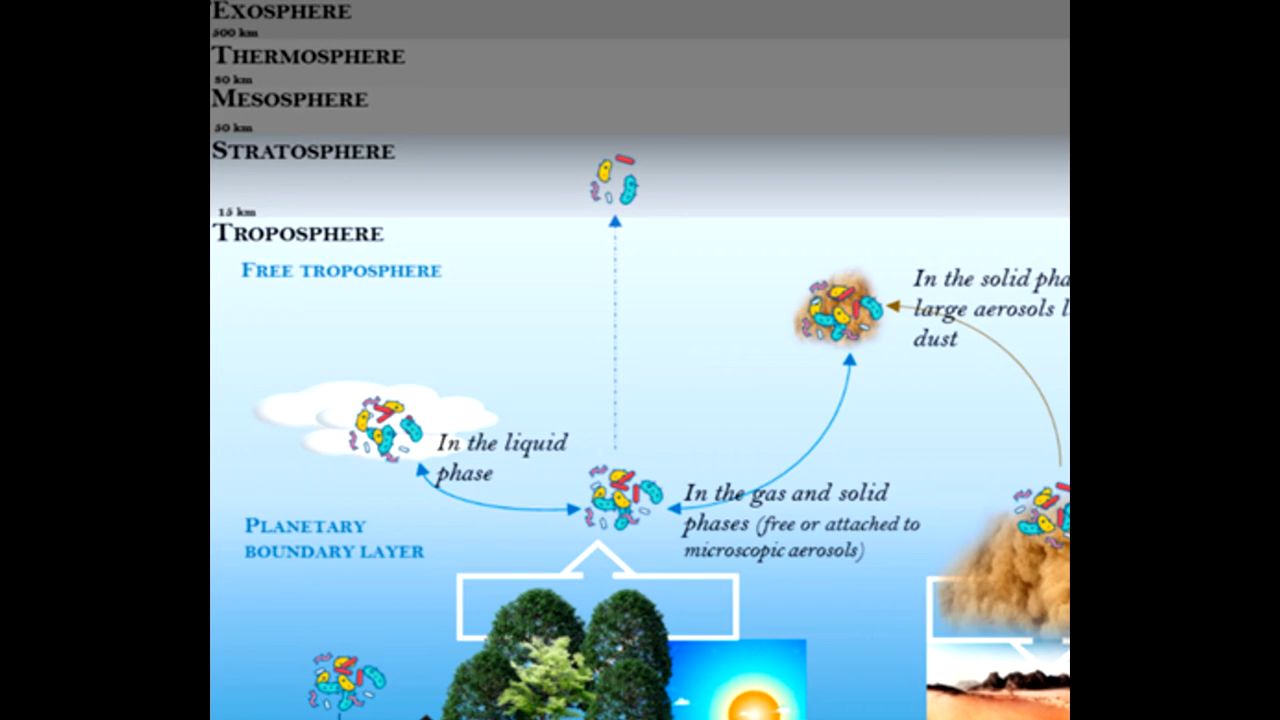 EXOSPHERE
500 km
THERMOSPHERE
80 km
MESOSPHERE
50 km
STRATOSPHERE
15 km
TROPOSPHERE
FREE TROPOSPHERE
In the solid pha
large aerosols l
dust
In the liquid
phase
In the gas and solid
phases (free or attached to
microscopic aerosols)
PLANETARY
BOUNDARY LAYER